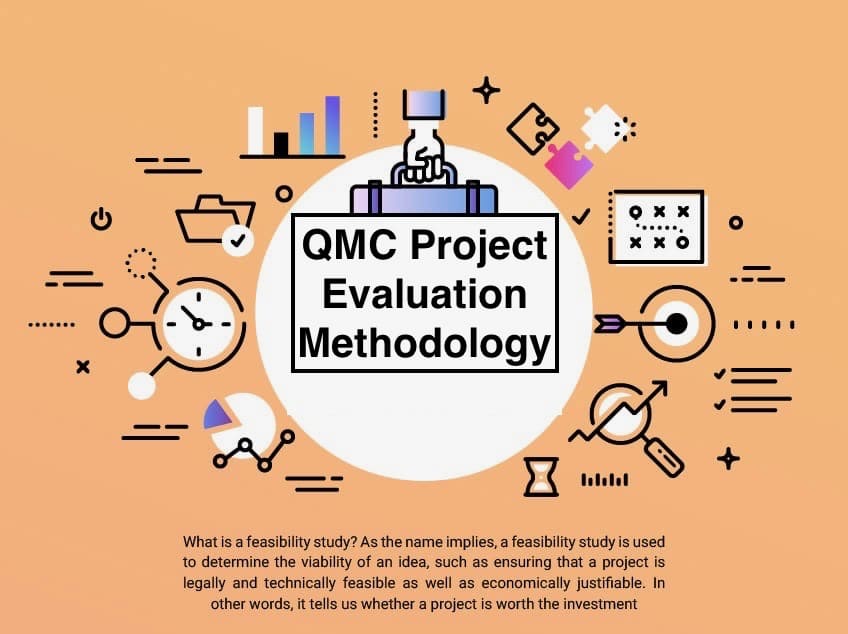 QMC Project
Evaluation
Methodology
What is a feasibility study? As the name implies, a feasibility study is used
to determine the viability of an idea, such as ensuring that a project is
legally and technically feasible as well as economically justifiable. In
other words, it tells us whether a project is worth the investment